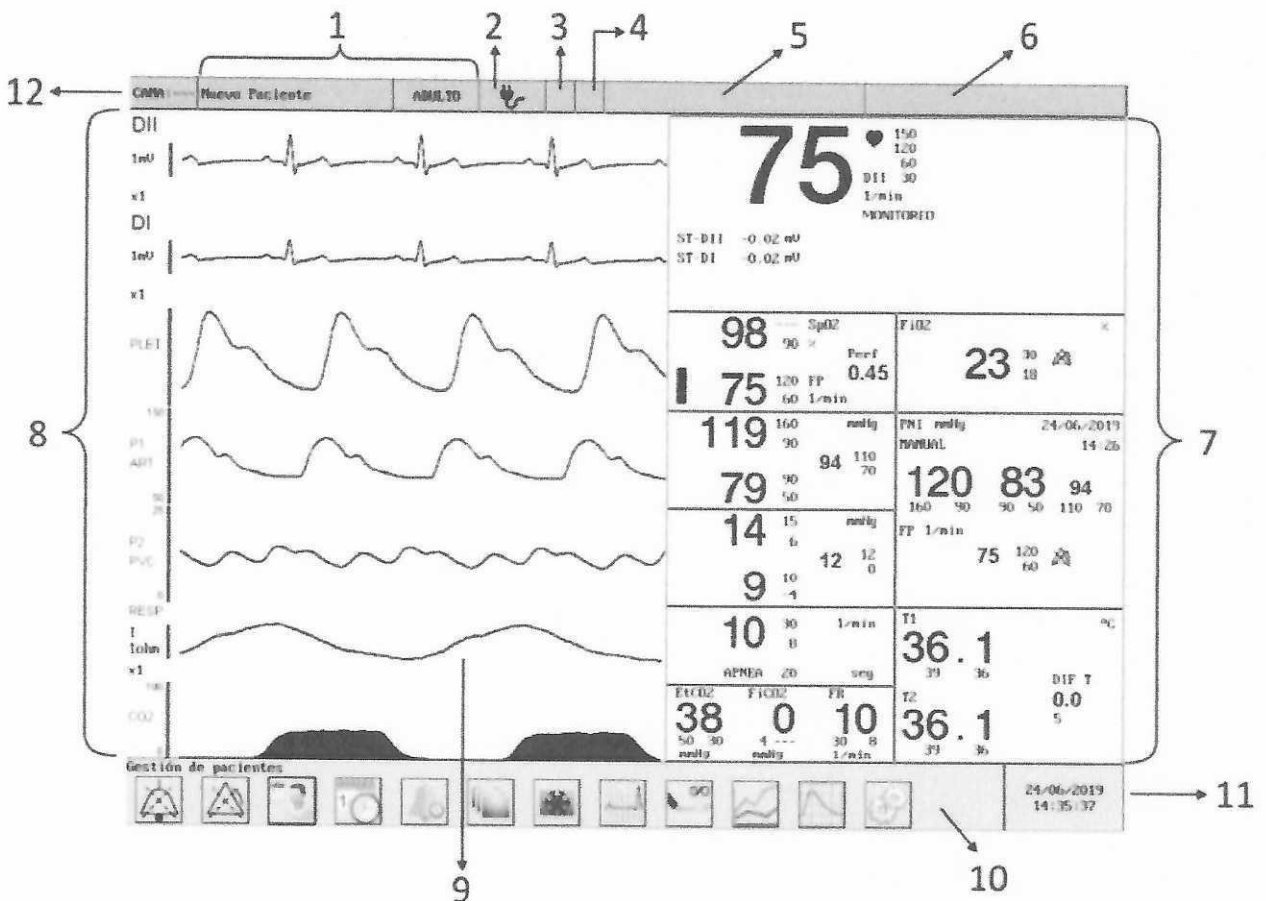 1 2 3 4 5 6
12 CAMA Nuevo Paciente ADULTO
DII
1mV
x1
DI
1mV
x1
PLET
150
P1
ART
50
25
P2
PVC
RESP
I
1ohm
x1
CO2
8
75 150
120
60
DII 30
1/min
MONITOREO
ST-DII -0.02 mV
ST-DI -0.02 mV
98 --- SpO2
90 %
Perf
0.45
75 120 FP
60 1/min
FiO2 %
23 30
18
119 160 mmHg
90
94 110
70
79 90
50
PNI mmHg 24/06/2019
MANUAL 14:26
120 83 94
160 90 90 50 110 70
FP 1/min
75 120
60
14 15 mmHg
6
12 12
0
9 10
-4
10 30 1/min
8
APNEA 20 seg
EtCO2 FiCO2 FR
38 0 10
50 30 4 --- 30 8
mmHg mmHg 1/min
T1 ºC
36.1
39 36
DIF T
0.0
5
T2
36.1
39 36
7
Gestión de pacientes
24/06/2019
14:35:37
11
9
10